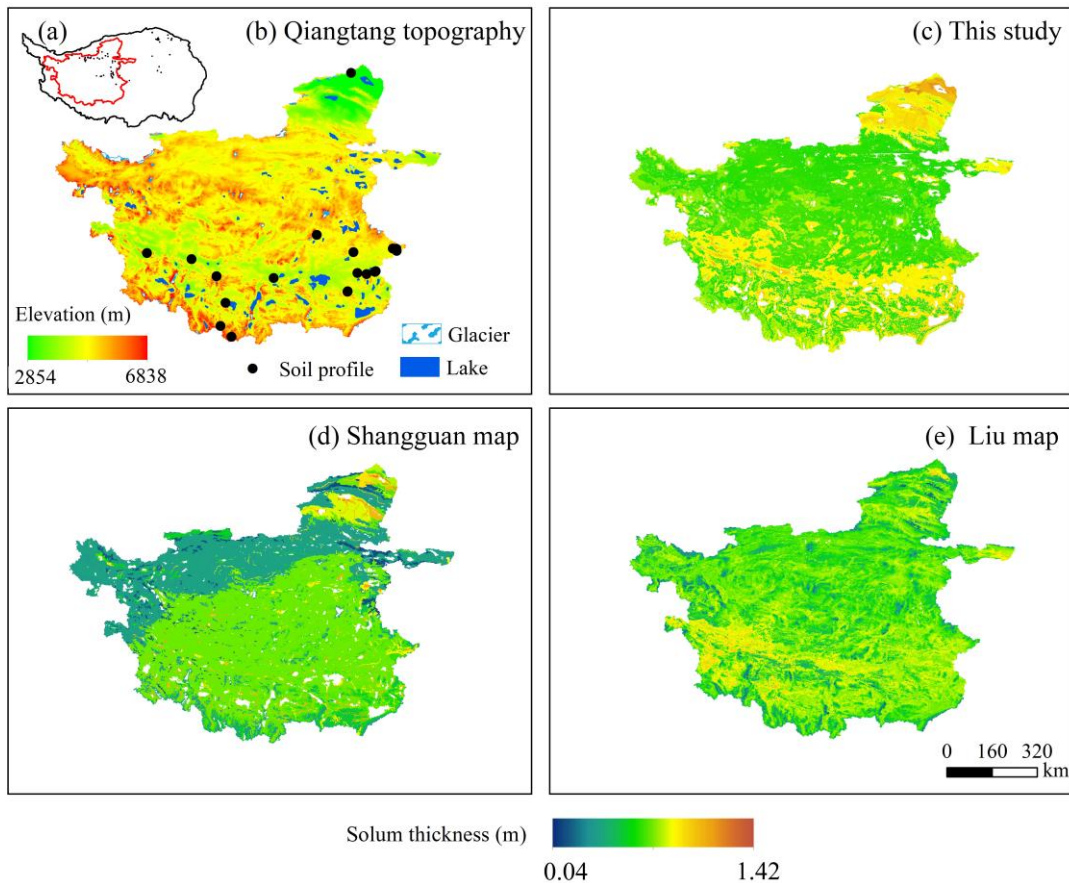 (a)
(b) Qiangtang topography
Elevation (m)
2854
6838
Soil profile
Glacier
Lake
(c) This study
(d) Shangguan map
(e) Liu map
0 160 320
km
Solum thickness (m)
0.04
1.42